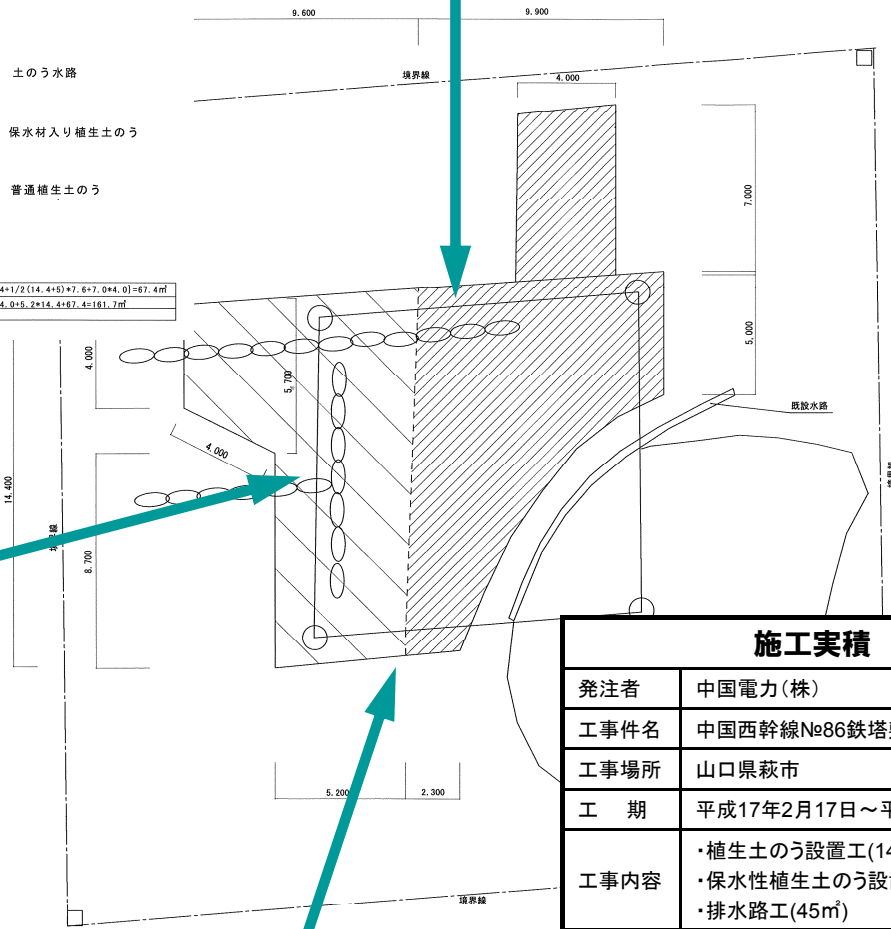 9.600
9.900
土のう水路
境界線
4.000
保水材入り植生土のう
普通植生土のう
7.000
4+1/2(14.4+5)*7.6+7.0*4.0]=67.4㎡
4.0+5.2*14.4+67.4=161.7㎡
5.000
4.000
5,700
既設水路
4.000
14.400
境界線
8.700
境界線
5.200
2.300
境界線
施工実積
発注者 中国電力(株)
工事件名 中国西幹線№86鉄塔
工事場所 山口県萩市
工 期 平成17年2月17日～平
工事内容 ・植生土のう設置工(14
・保水性植生土のう設
・排水路工(45㎡)